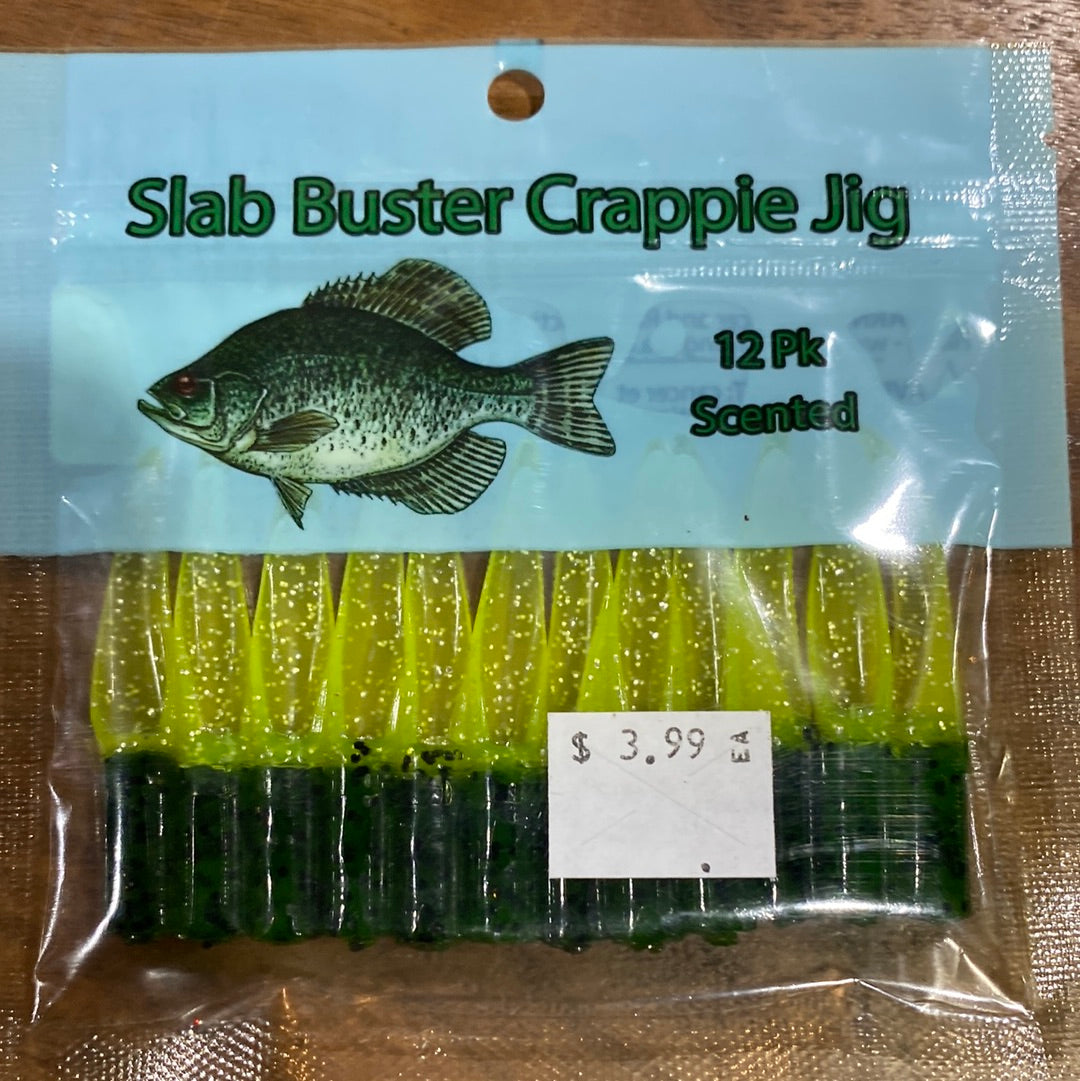 Slab Buster Crappie Jig
12 Pk
Scented
$ 3.99 EA